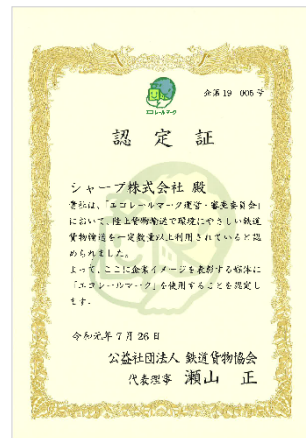 エコレールマーク
企第19 005号
認定証
シャープ株式会社 殿
貴社は、「エコレールマーク運営・審査委員会」
において、陸上貨物輸送で環境にやさしい鉄道
貨物輸送を一定数量以上利用されていると認
められました。
よって、ここに企業イメージを表彰する媒体に
「エコレールマーク」を使用することを認定し
ます。
令和元年7月26日
公益社団法人 鉄道貨物協会
代表理事 瀬山 正